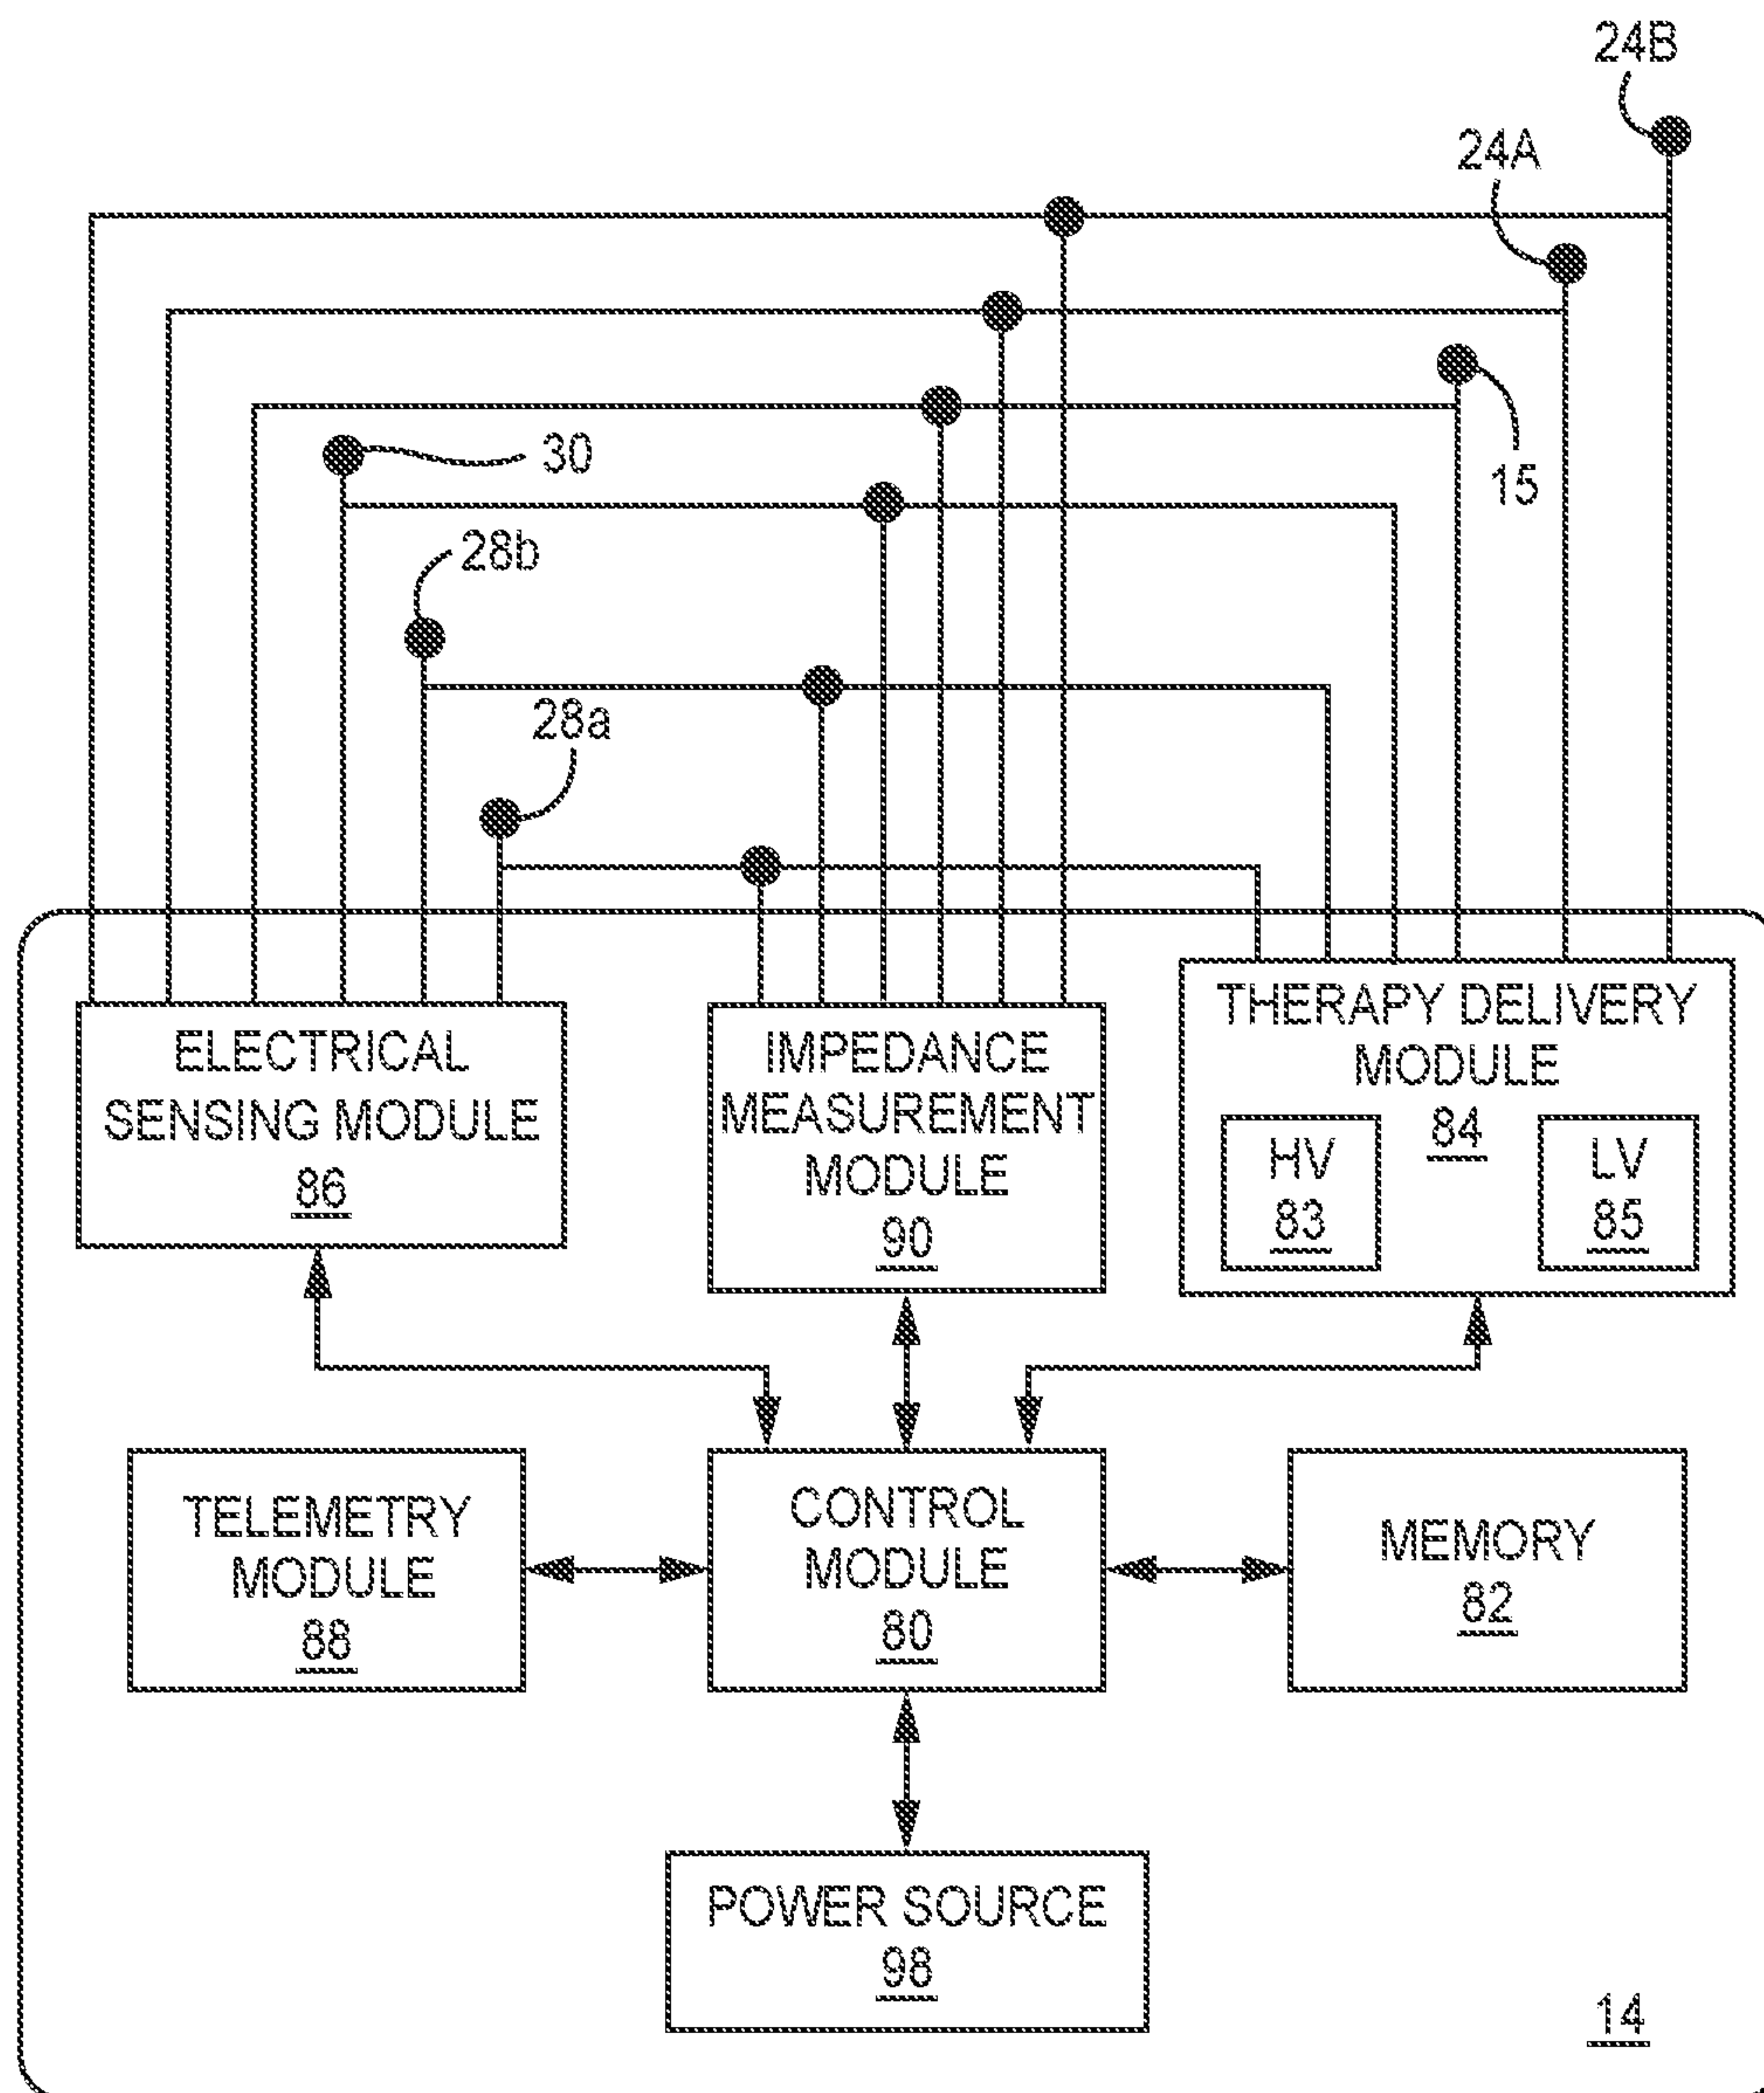 24B
24A
30
15
28b
28a
ELECTRICAL
SENSING MODULE
86
IMPEDANCE
MEASUREMENT
MODULE
90
THERAPY DELIVERY
MODULE
84
HV
83
LV
85
TELEMETRY
MODULE
88
CONTROL
MODULE
80
MEMORY
82
POWER SOURCE
98
14